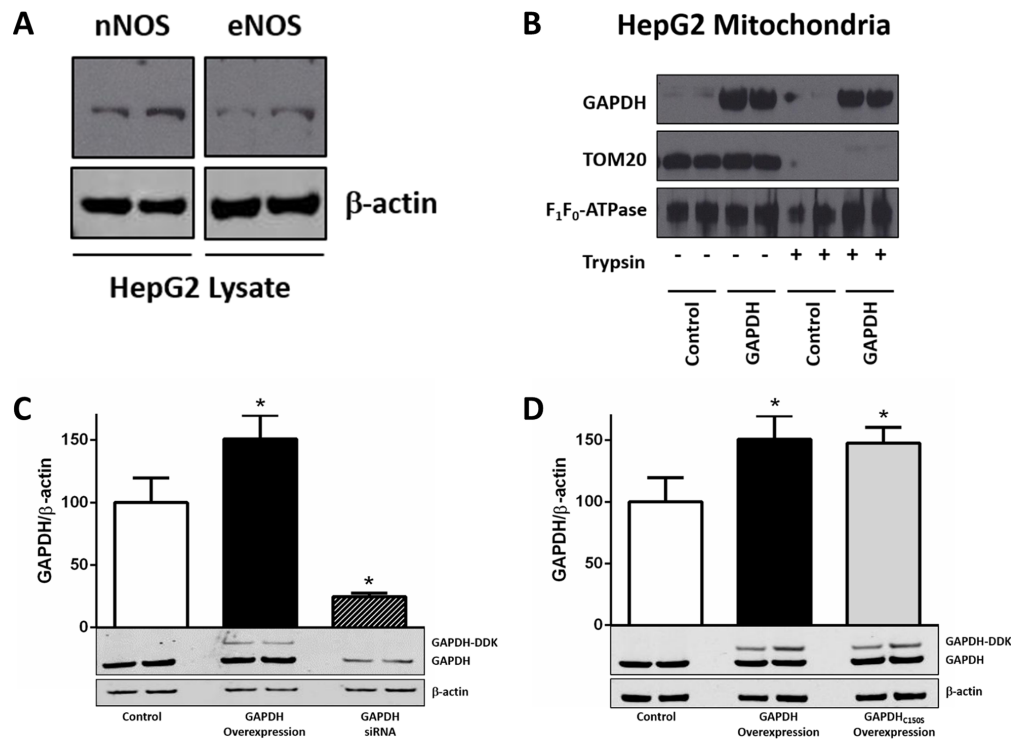 A
nNOS eNOS
β-actin
HepG2 Lysate
B
HepG2 Mitochondria
GAPDH
TOM20
F₁F₀-ATPase
Trypsin - - - - + + + +
Control GAPDH Control GAPDH
C
*
150
*
100
50
0
GAPDH/β-actin
GAPDH-DDK
GAPDH
β-actin
Control GAPDH GAPDH
Overexpression siRNA
D
* *
150
100
50
0
GAPDH/β-actin
GAPDH-DDK
GAPDH
β-actin
Control GAPDH GAPDH_C150S
Overexpression Overexpression